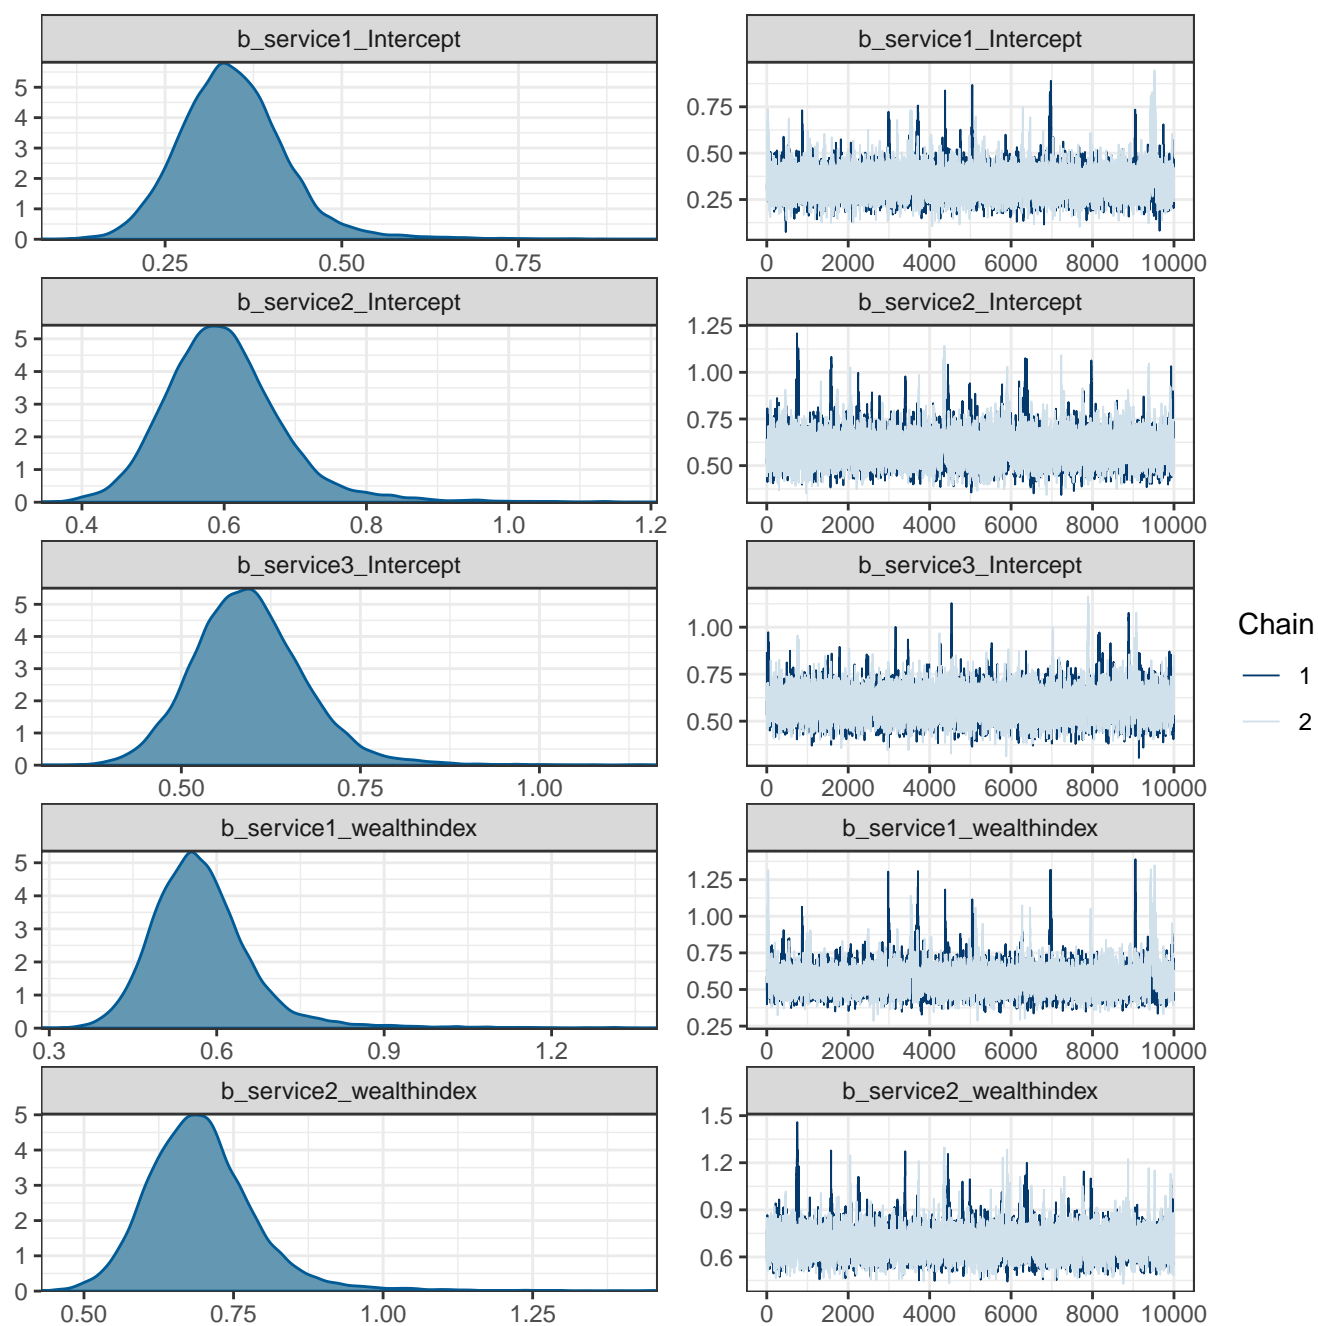 b_service1_Intercept
5
4
3
2
1
0
0.25 0.50 0.75
b_service1_Intercept
0.75
0.50
0.25
0 2000 4000 6000 8000 10000
b_service2_Intercept
5
4
3
2
1
0
0.4 0.6 0.8 1.0 1.2
b_service2_Intercept
1.25
1.00
0.75
0.50
0 2000 4000 6000 8000 10000
b_service3_Intercept
5
4
3
2
1
0
0.50 0.75 1.00
b_service3_Intercept
1.00
0.75
0.50
0 2000 4000 6000 8000 10000
b_service1_wealthindex
5
4
3
2
1
0
0.3 0.6 0.9 1.2
b_service1_wealthindex
1.25
1.00
0.75
0.50
0.25
0 2000 4000 6000 8000 10000
b_service2_wealthindex
5
4
3
2
1
0
0.50 0.75 1.00 1.25
b_service2_wealthindex
1.5
1.2
0.9
0.6
0 2000 4000 6000 8000 10000
Chain
1
2